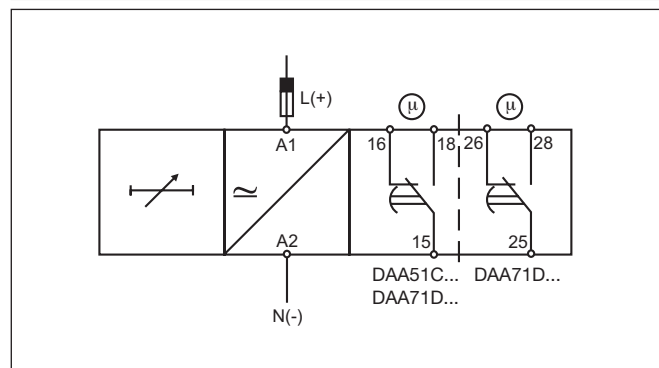 L(+)
μ
μ
A1
16
18
26
28
≃
A2
15
25
DAA51C...
DAA71D...
DAA71D...
N(-)